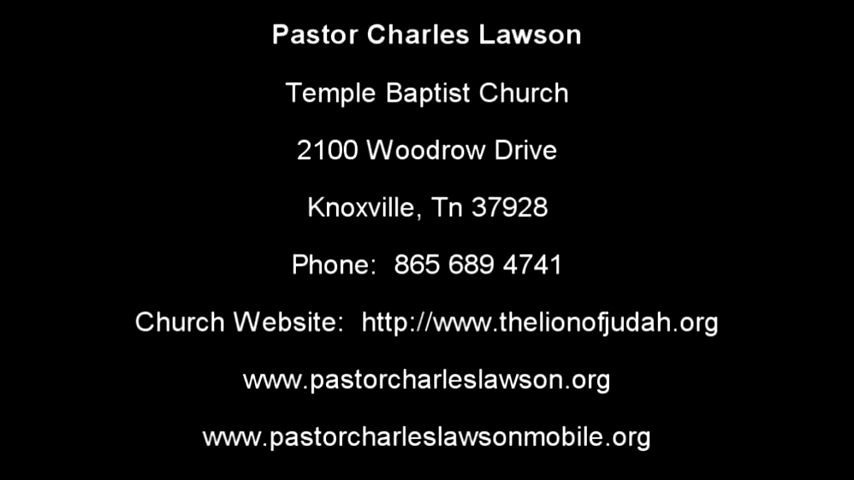 Pastor Charles Lawson
Temple Baptist Church
2100 Woodrow Drive
Knoxville, Tn 37928
Phone:  865 689 4741
Church Website:  http://www.thelionofjudah.org
www.pastorcharleslawson.org
www.pastorcharleslawsonmobile.org